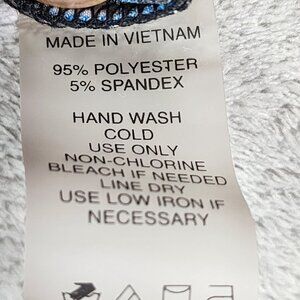 MADE IN VIETNAM
95% POLYESTER
5% SPANDEX
HAND WASH
COLD
USE ONLY
NON-CHLORINE
BLEACH IF NEEDED
LINE DRY
USE LOW IRON IF
NECESSARY